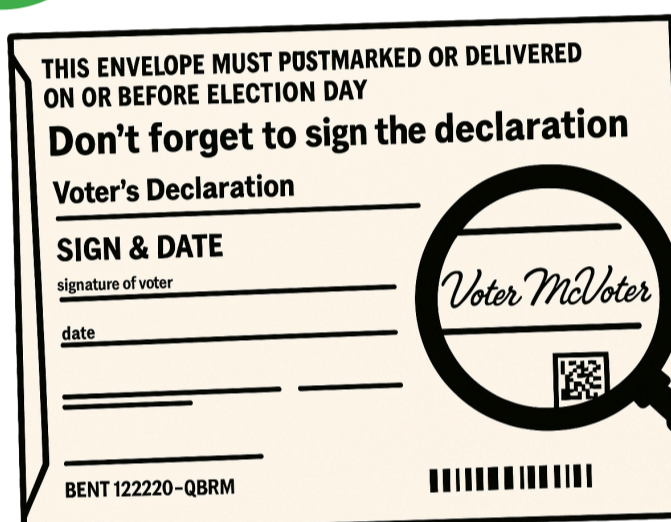 THIS ENVELOPE MUST POSTMARKED OR DELIVERED
ON OR BEFORE ELECTION DAY
Don't forget to sign the declaration
Voter's Declaration
SIGN & DATE
signature of voter
Voter McVoter
date
BENT 122220-QBRM